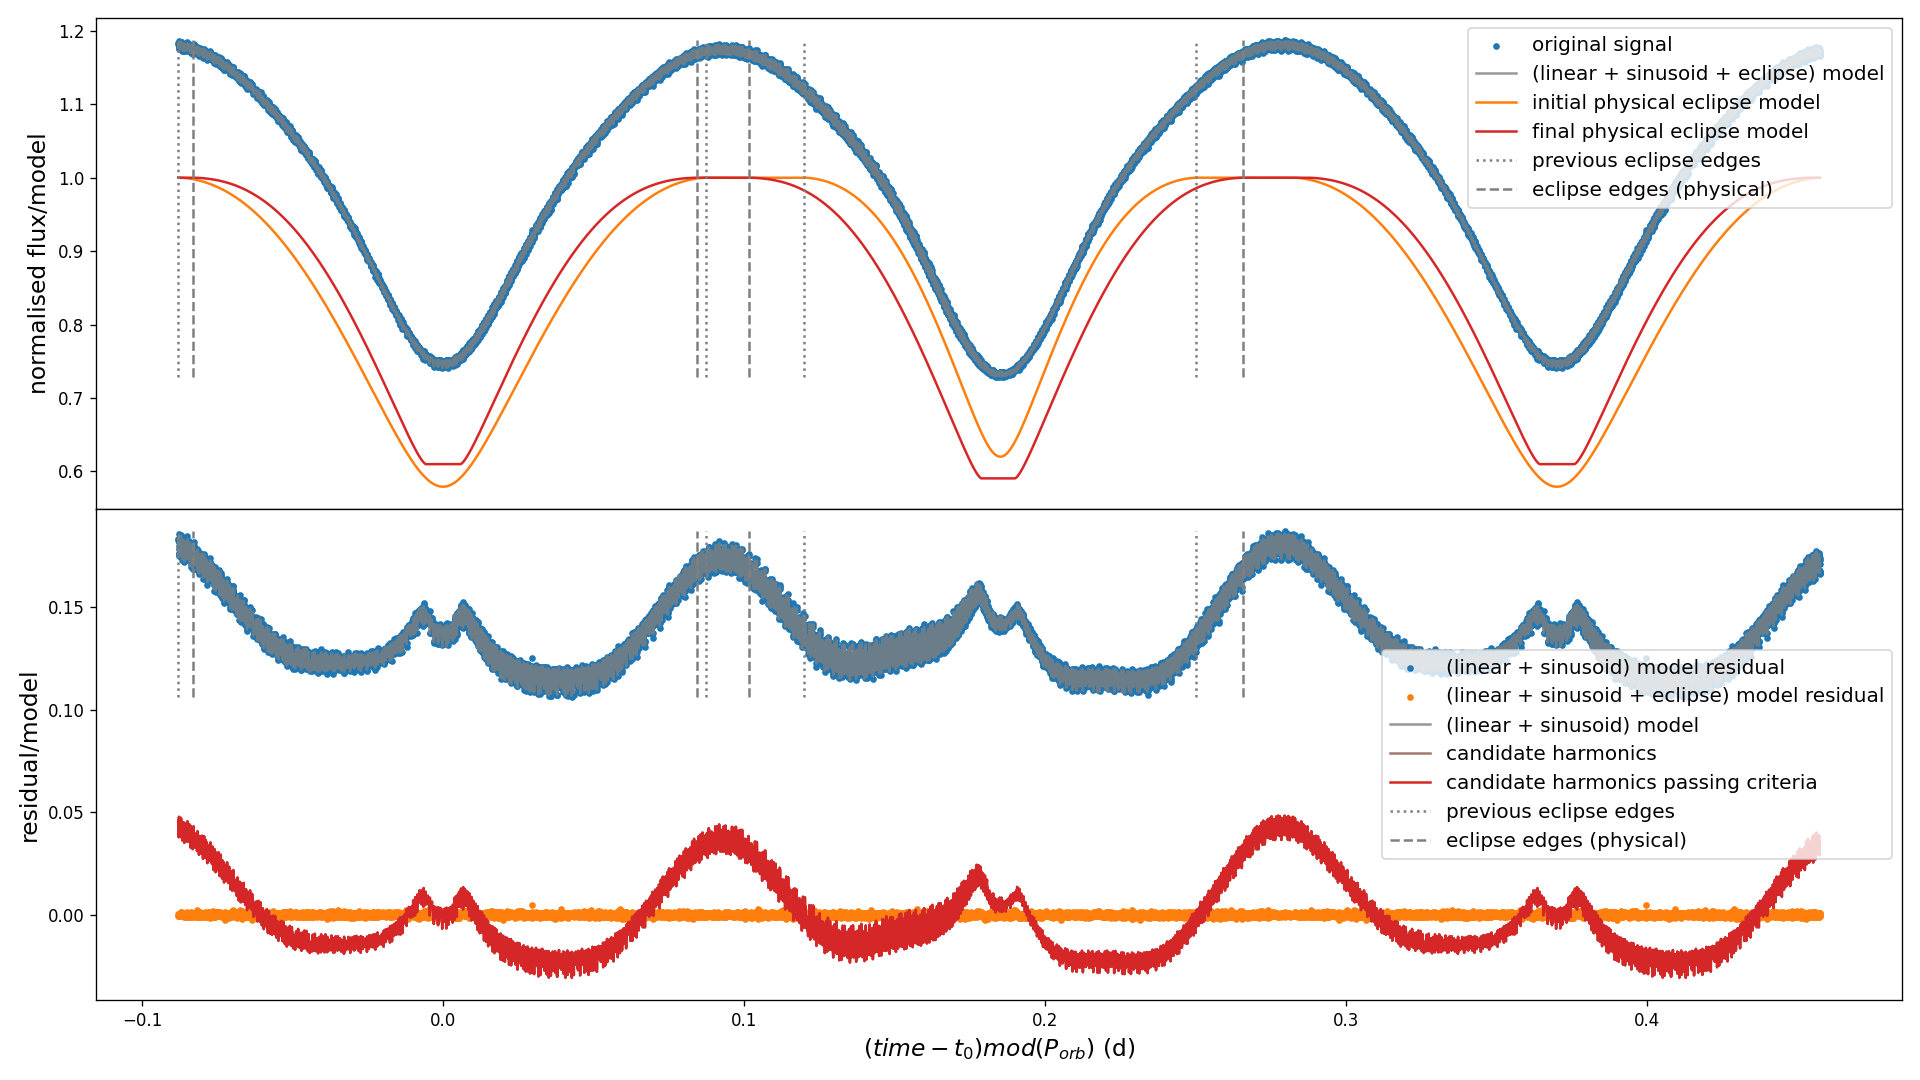 1.2
1.1
1.0
0.9
0.8
0.7
0.6
normalised flux/model
original signal
(linear + sinusoid + eclipse) model
initial physical eclipse model
final physical eclipse model
previous eclipse edges
eclipse edges (physical)
0.15
0.10
0.05
0.00
residual/model
(linear + sinusoid) model residual
(linear + sinusoid + eclipse) model residual
(linear + sinusoid) model
candidate harmonics
candidate harmonics passing criteria
previous eclipse edges
eclipse edges (physical)
−0.1 0.0 0.1 0.2 0.3 0.4
(time − t₀)mod(P_orb) (d)